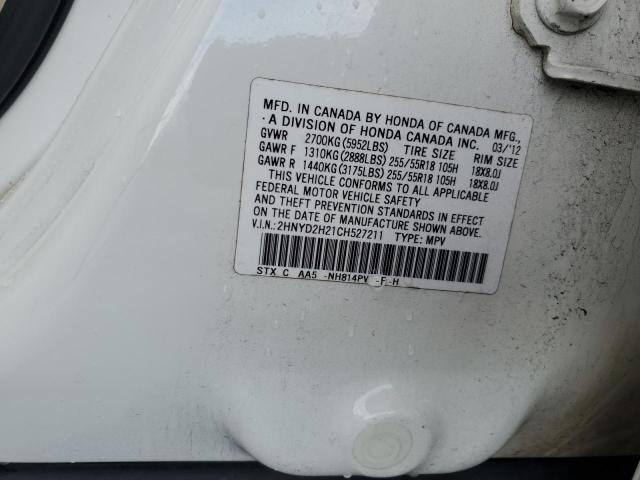 MFD. IN CANADA BY HONDA OF CANADA MFG.,
· A DIVISION OF HONDA CANADA INC. 03/'12
GVWR 2700KG(5952LBS) TIRE SIZE RIM SIZE
GAWR F 1310KG(2888LBS) 255/55R18 105H 18X8.0J
GAWR R 1440KG(3175LBS) 255/55R18 105H 18X8.0J
THIS VEHICLE CONFORMS TO ALL APPLICABLE
FEDERAL MOTOR VEHICLE SAFETY
AND THEFT PREVENTION STANDARDS IN EFFECT
ON THE DATE OF MANUFACTURE SHOWN ABOVE.
V.I.N.: 2HNYD2H21CH527211 TYPE: MPV
STX C AA5 -NH814PV -F-H